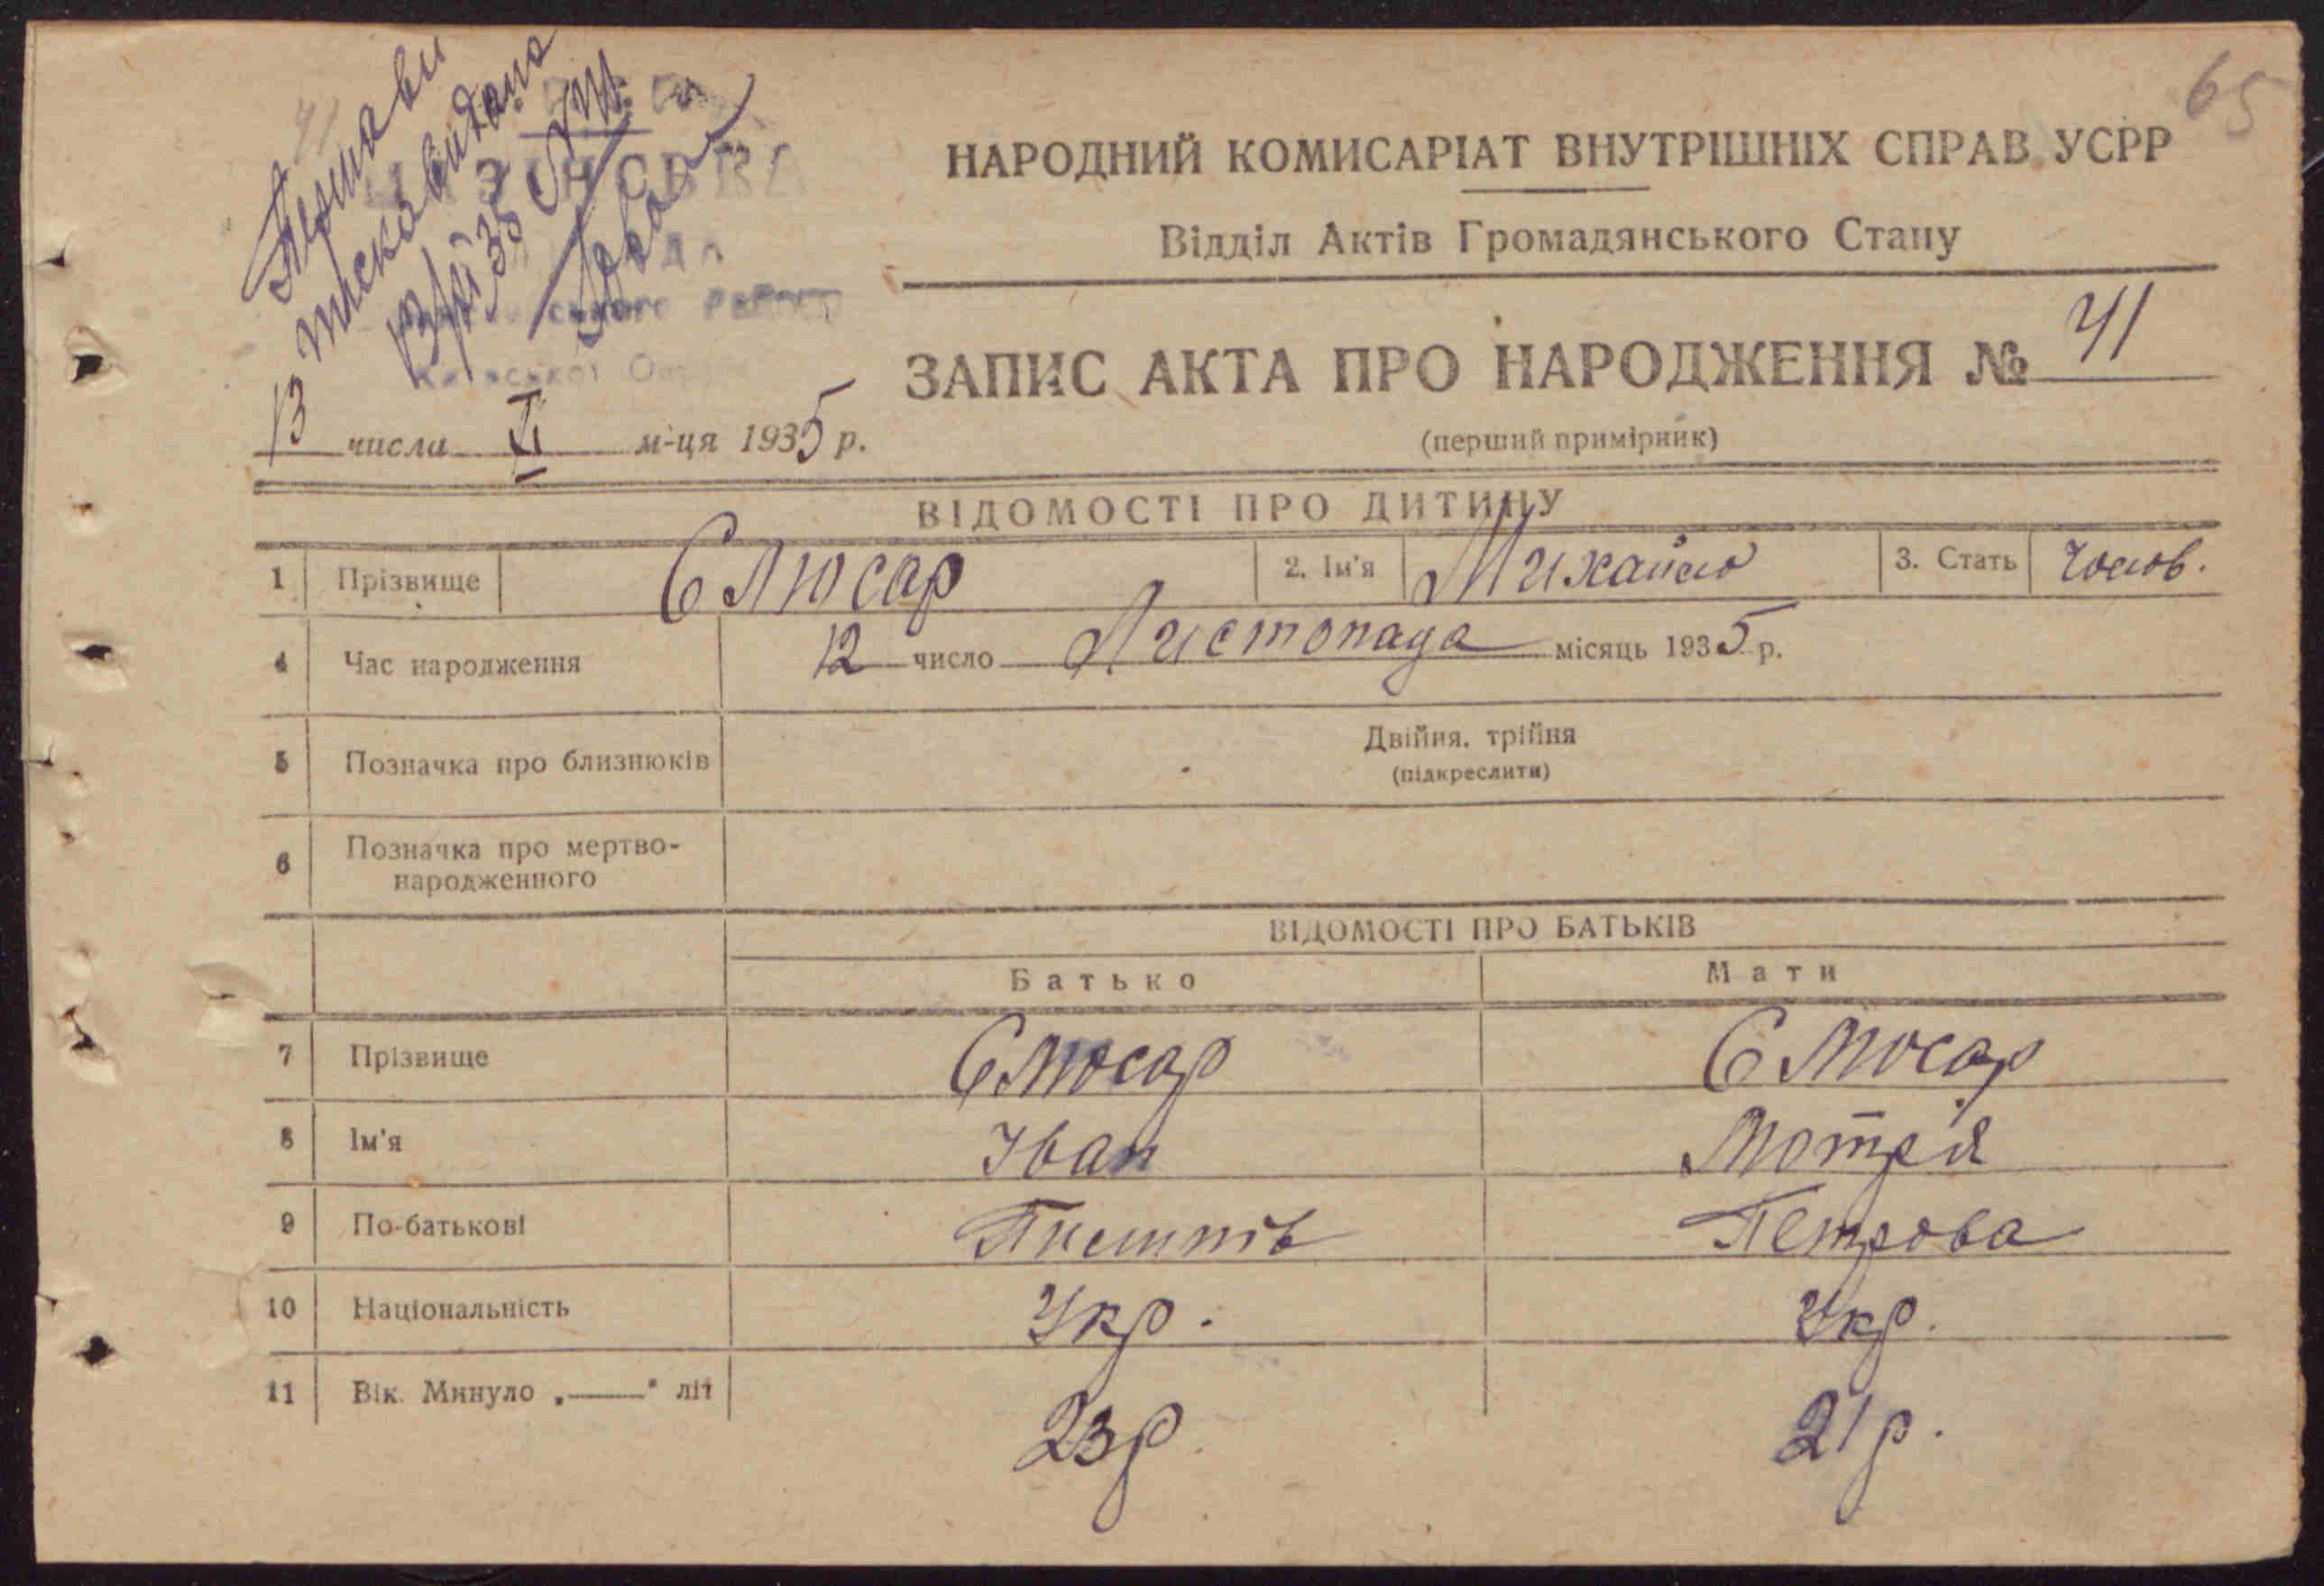 65
НАРОДНИЙ КОМИСАРІАТ ВНУТРІШНІХ СПРАВ УСРР
Відділ Актів Громадянського Стану
ЗАПИС АКТА ПРО НАРОДЖЕННЯ № 41
(перший примірник)
13 числа XI м-ця 1935 р.
ВІДОМОСТІ ПРО ДИТИНУ
1 Прізвище Слюсар 2. Ім'я Михайло 3. Стать Чолов.
4 Час народження 12 число Листопада місяць 1935 р.
5 Позначка про близнюків Двійня, трійня
(підкреслити)
6 Позначка про мертво-
народженного
ВІДОМОСТІ ПРО БАТЬКІВ
Батько Мати
7 Прізвище Слюсар Слюсар
8 Ім'я Іван Мотря
9 По-батькові Петрова
10 Національність Укр. Укр.
11 Вік. Минуло „——" літ 23р 21р.